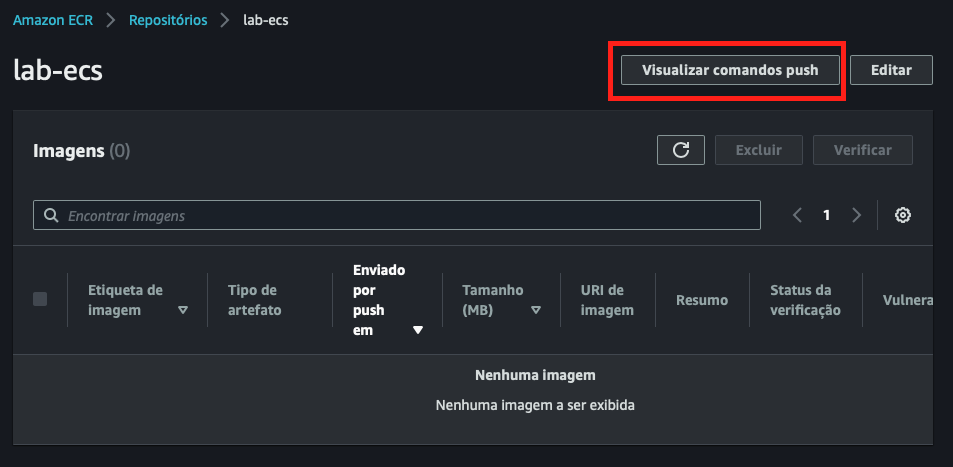 Amazon ECR > Repositórios > lab-ecs
lab-ecs
Visualizar comandos push
Editar
Imagens (0)
Excluir
Verificar
Encontrar imagens
1
Etiqueta de
imagem
Tipo de
artefato
Enviado
por
push
em
Tamanho
(MB)
URI de
imagem
Resumo
Status da
verificação
Vulnera
Nenhuma imagem
Nenhuma imagem a ser exibida